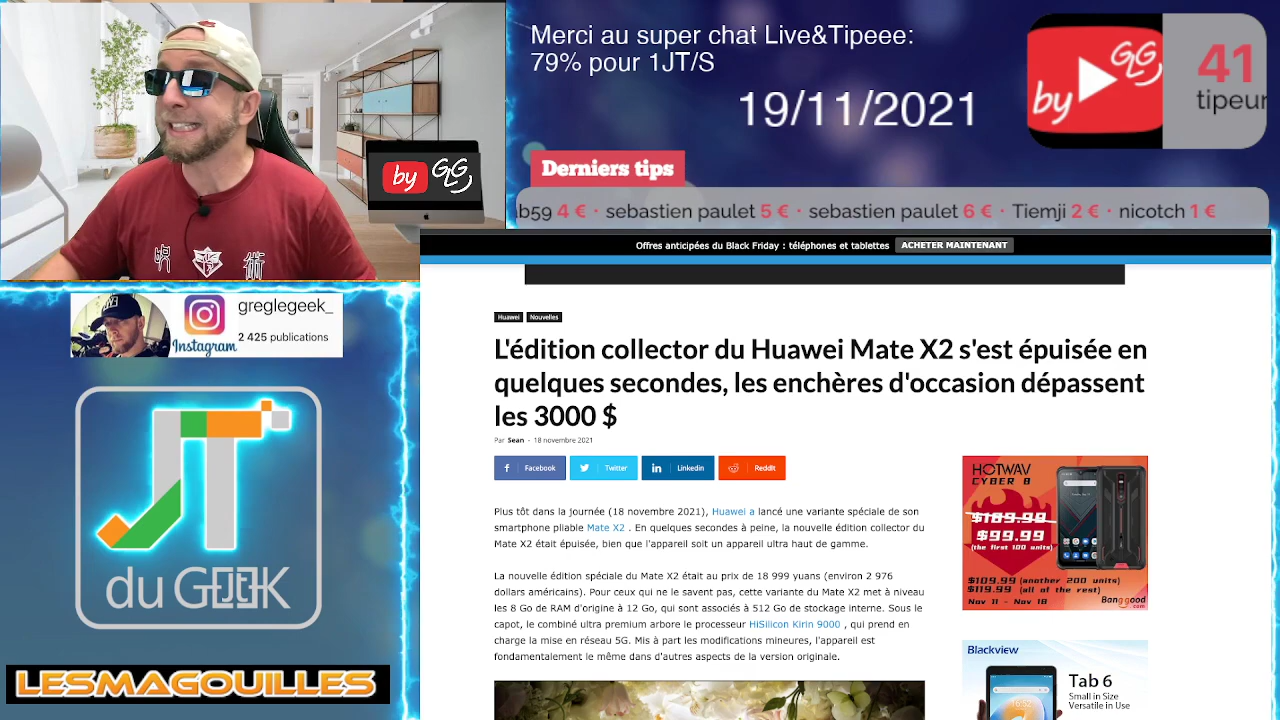 Merci au super chat Live&Tipeee:
79% pour 1JT/S
19/11/2021
by GLG
41
tipeur
Derniers tips
ab59 4 € · sebastien paulet 5 € · sebastien paulet 6 € · Tiemji 2 € · nicotch 1 €
by GLG
呪 術
Offres anticipées du Black Friday : téléphones et tablettes ACHETER MAINTENANT
greglegeek_
2 425 publications
Instagram
JT
du GEEK
LESMAGOUILLES
Huawei Nouvelles
L'édition collector du Huawei Mate X2 s'est épuisée en
quelques secondes, les enchères d'occasion dépassent
les 3000 $
Par Sean - 18 novembre 2021
Facebook Twitter Linkedin ReddIt
Plus tôt dans la journée (18 novembre 2021), Huawei a lancé une variante spéciale de son
smartphone pliable Mate X2 . En quelques secondes à peine, la nouvelle édition collector du
Mate X2 était épuisée, bien que l'appareil soit un appareil ultra haut de gamme.
La nouvelle édition spéciale du Mate X2 était au prix de 18 999 yuans (environ 2 976
dollars américains). Pour ceux qui ne le savent pas, cette variante du Mate X2 met à niveau
les 8 Go de RAM d'origine à 12 Go, qui sont associés à 512 Go de stockage interne. Sous le
capot, le combiné ultra premium arbore le processeur HiSilicon Kirin 9000 , qui prend en
charge la mise en réseau 5G. Mis à part les modifications mineures, l'appareil est
fondamentalement le même dans d'autres aspects de la version originale.
HOTWAV
CYBER 8
$189.99
$99.99
(the first 100 units)
$109.99 (another 200 units)
$119.99 (all of the rest)
Nov 11 - Nov 18
Banggood
.com
Blackview
Tab 6
Small in Size
Versatile in Use
16:52